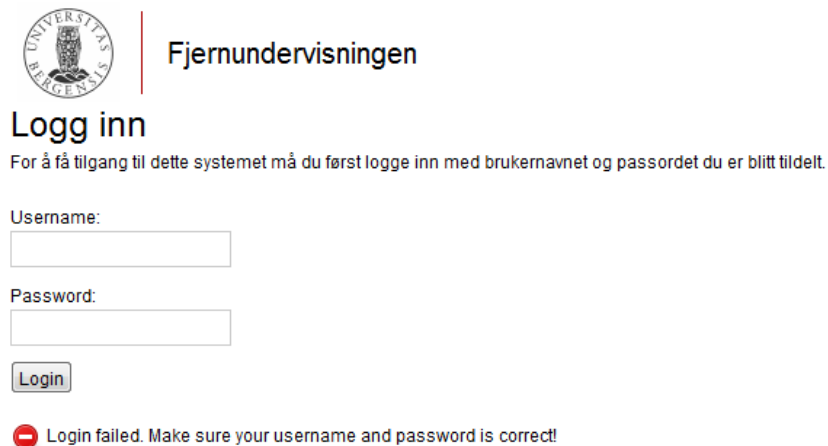 UNIVERSITAS
BERGENSIS
Fjernundervisningen
Logg inn
For å få tilgang til dette systemet må du først logge inn med brukernavnet og passordet du er blitt tildelt.
Username:
Password:
Login
Login failed. Make sure your username and password is correct!